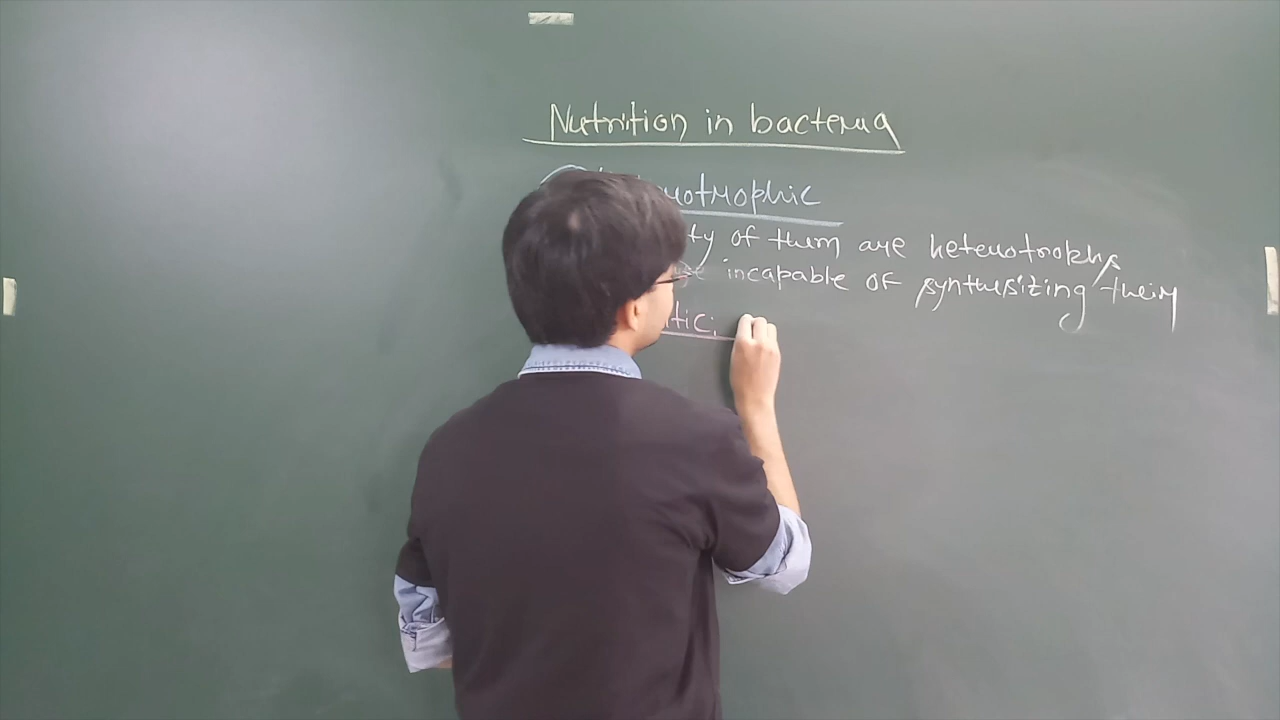 Nutrition in bacteria
Heterotrophic
ty of them are heterotrophs
incapable of synthesizing their
tic: